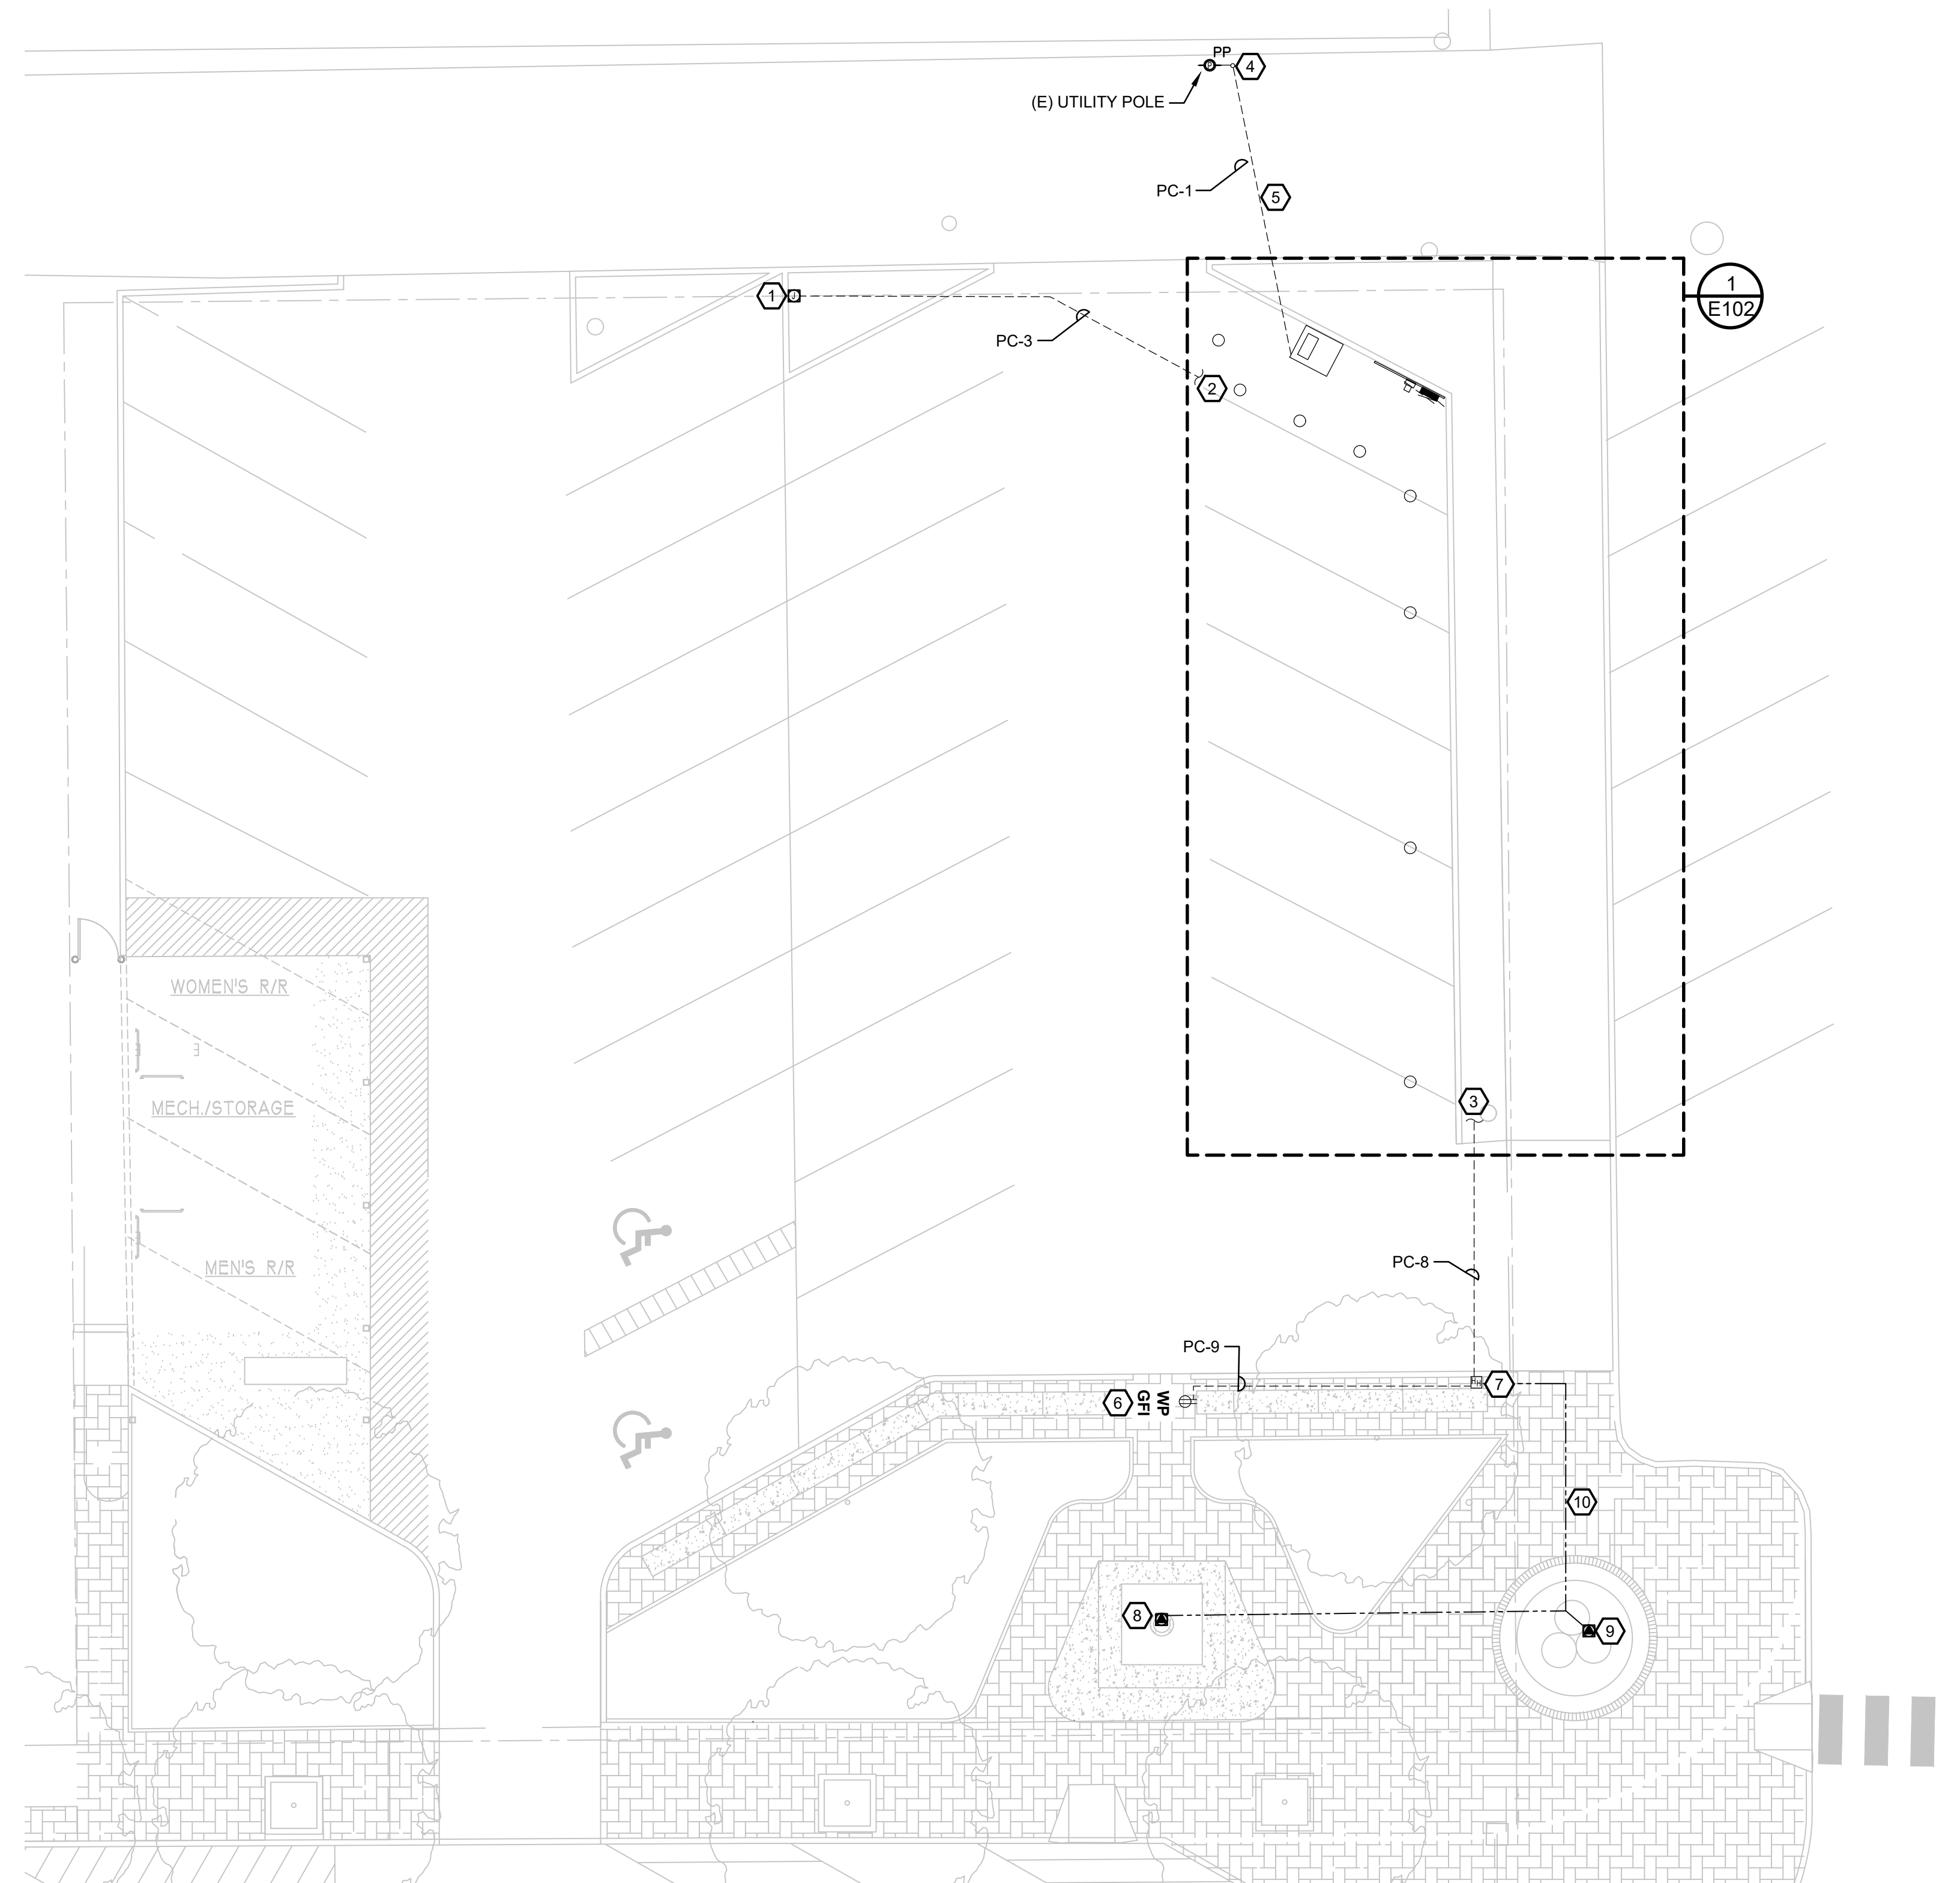 PP
4
(E) UTILITY POLE
PC-1
5
1
E102
1
J
PC-3
2
WOMEN'S R/R
MECH./STORAGE
MEN'S R/R
3
PC-8
PC-9
6
GFI
WP
7
10
8
9